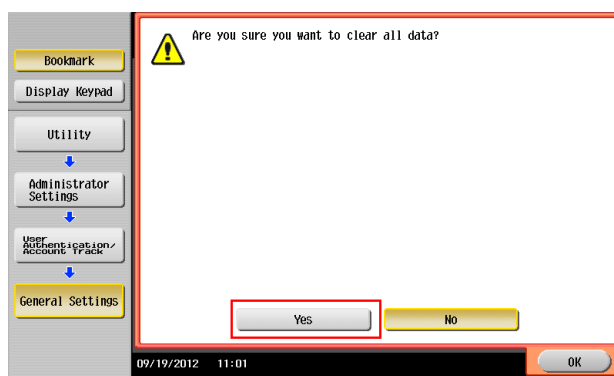 Are you sure you want to clear all data?
Bookmark
Display Keypad
Utility
Administrator
Settings
User
Authentication/
Account Track
General Settings
Yes
No
09/19/2012 11:01
OK